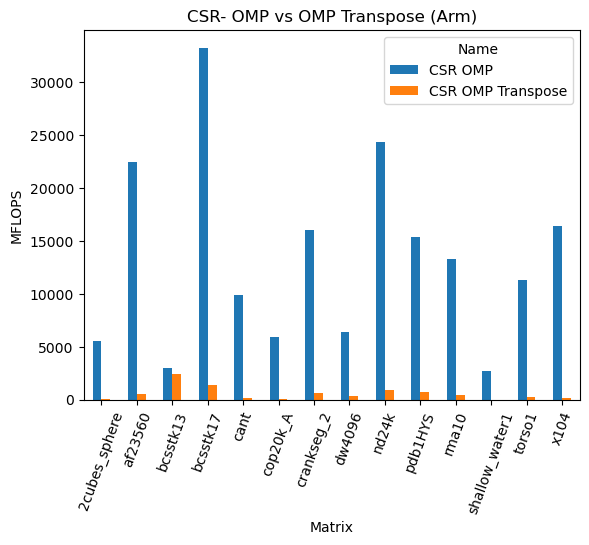 CSR- OMP vs OMP Transpose (Arm)
Name
CSR OMP
CSR OMP Transpose
MFLOPS
30000
25000
20000
15000
10000
5000
0
2cubes_sphere
af23560
bcsstk13
bcsstk17
cant
cop20k_A
crankseg_2
dw4096
nd24k
pdb1HYS
rma10
shallow_water1
torso1
x104
Matrix